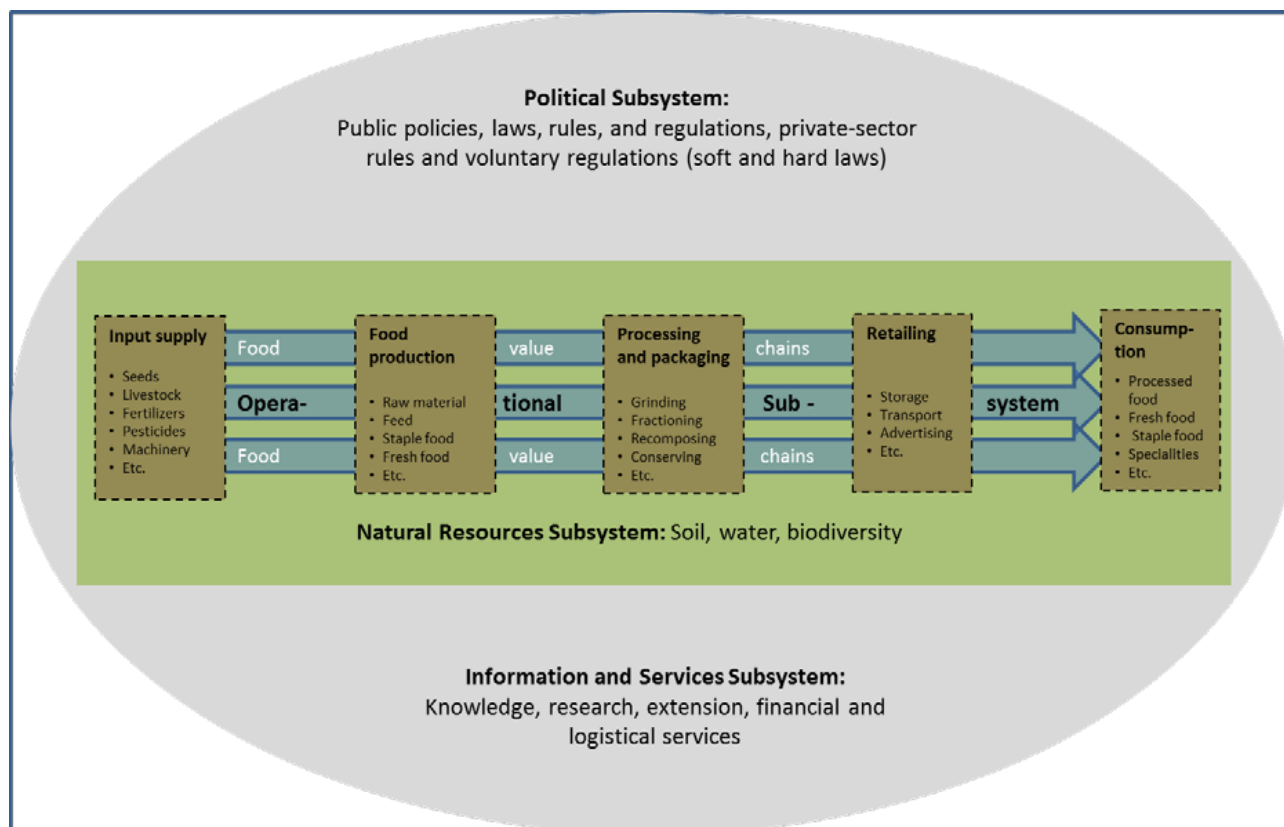 Political Subsystem:
Public policies, laws, rules, and regulations, private-sector
rules and voluntary regulations (soft and hard laws)
Input supply
• Seeds
• Livestock
• Fertilizers
• Pesticides
• Machinery
• Etc.
Food
Opera-
Food
Food
production
• Raw material
• Feed
• Staple food
• Fresh food
• Etc.
value
tional
value
Processing
and packaging
• Grinding
• Fractioning
• Recomposing
• Conserving
• Etc.
chains
Sub -
chains
Retailing
• Storage
• Transport
• Advertising
• Etc.
system
Consump-
tion
• Processed
food
• Fresh food
• Staple food
• Specialities
• Etc.
Natural Resources Subsystem: Soil, water, biodiversity
Information and Services Subsystem:
Knowledge, research, extension, financial and
logistical services